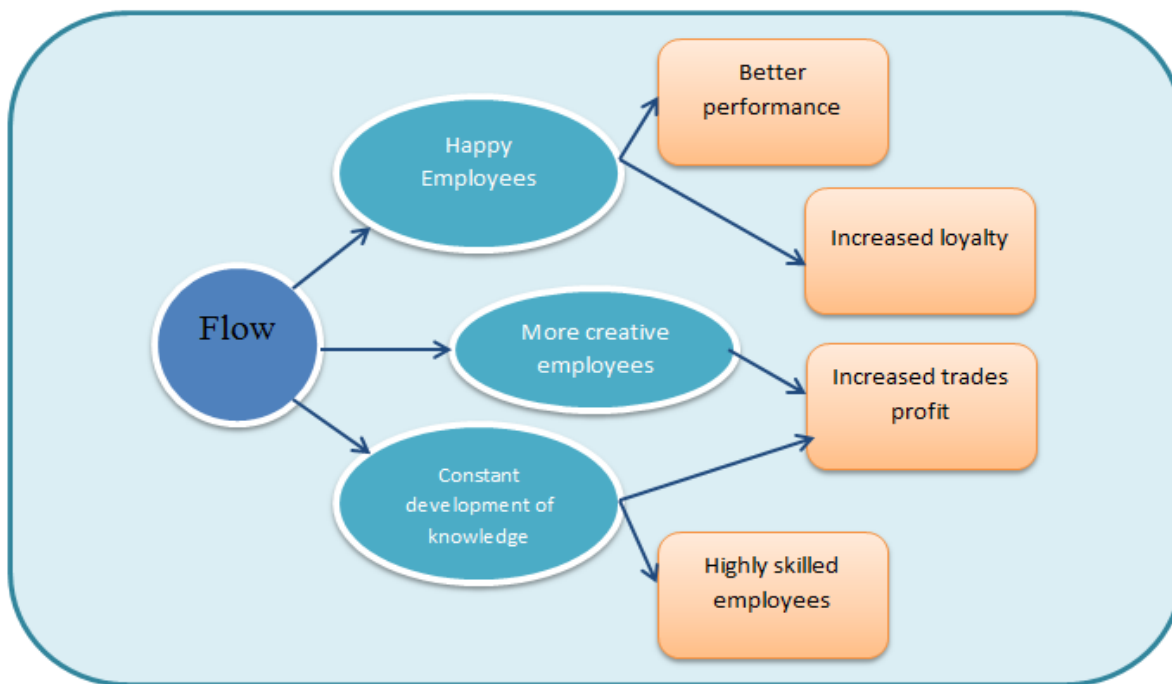 Flow
Happy
Employees
More creative
employees
Constant
development of
knowledge
Better
performance
Increased loyalty
Increased trades
profit
Highly skilled
employees